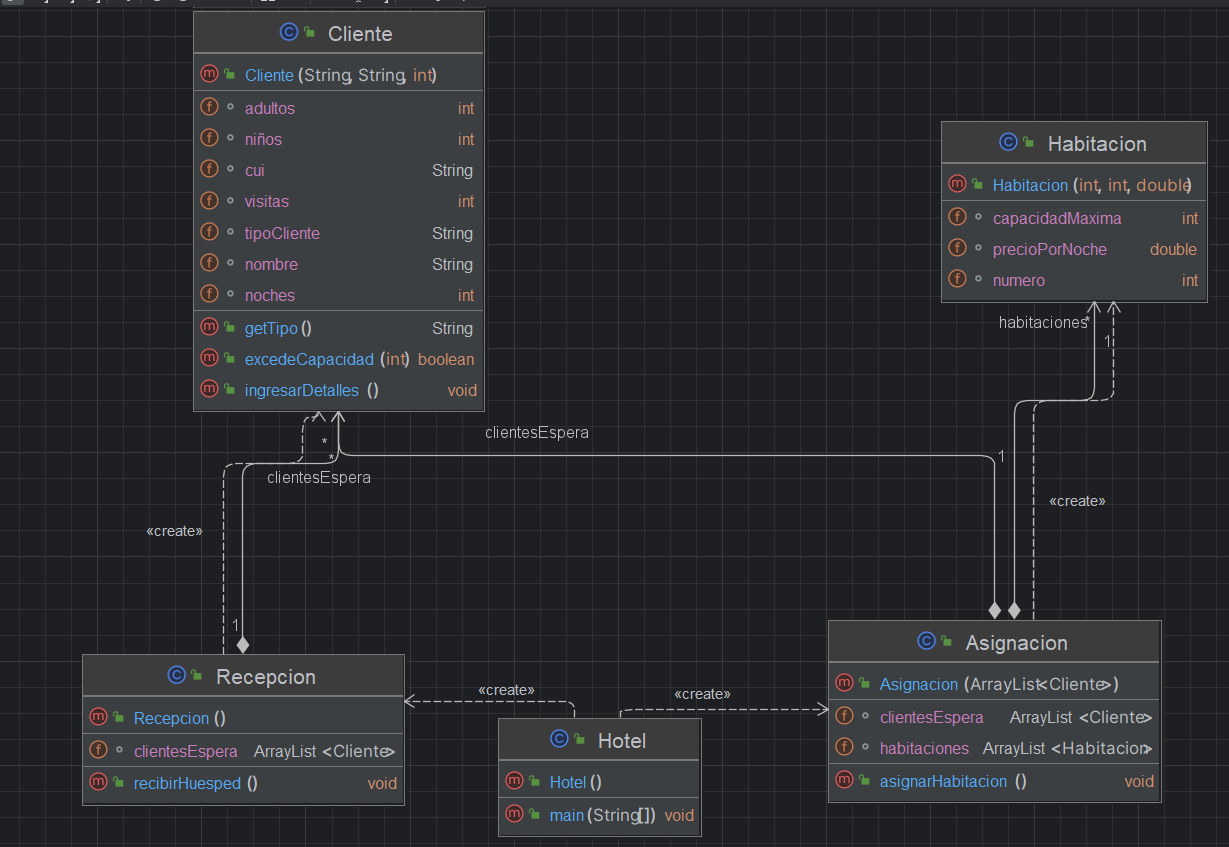 Cliente
Cliente (String, String, int)
adultos int
niños int
cui String
visitas int
tipoCliente String
nombre String
noches int
getTipo () String
excedeCapacidad (int) boolean
ingresarDetalles () void
Habitacion
Habitacion (int, int, double)
capacidadMaxima int
precioPorNoche double
numero int
habitaciones*
1
clientesEspera
*
*
1
clientesEspera
«create»
«create»
1
Recepcion
Recepcion ()
clientesEspera ArrayList <Cliente>
recibirHuesped () void
«create»
«create»
Hotel
Hotel ()
main (String[]) void
Asignacion
Asignacion (ArrayList<Cliente>)
clientesEspera ArrayList <Cliente>
habitaciones ArrayList <Habitacion>
asignarHabitacion () void